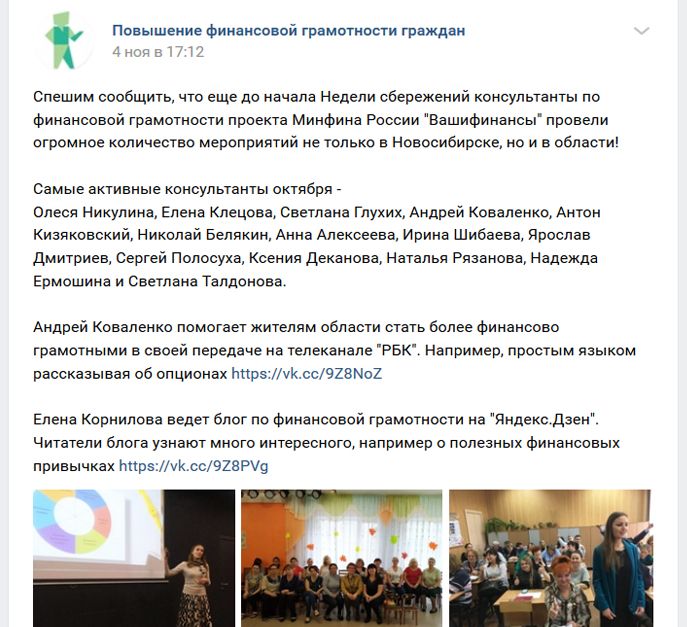 Повышение финансовой грамотности граждан
4 ноя в 17:12
Спешим сообщить, что еще до начала Недели сбережений консультанты по
финансовой грамотности проекта Минфина России "Вашифинансы" провели
огромное количество мероприятий не только в Новосибирске, но и в области!
Самые активные консультанты октября -
Олеся Никулина, Елена Клецова, Светлана Глухих, Андрей Коваленко, Антон
Кизяковский, Николай Белякин, Анна Алексеева, Ирина Шибаева, Ярослав
Дмитриев, Сергей Полосуха, Ксения Деканова, Наталья Рязанова, Надежда
Ермошина и Светлана Талдонова.
Андрей Коваленко помогает жителям области стать более финансово
грамотными в своей передаче на телеканале "РБК". Например, простым языком
рассказывая об опционах https://vk.cc/9Z8NoZ
Елена Корнилова ведет блог по финансовой грамотности на "Яндекс.Дзен".
Читатели блога узнают много интересного, например о полезных финансовых
привычках https://vk.cc/9Z8PVg